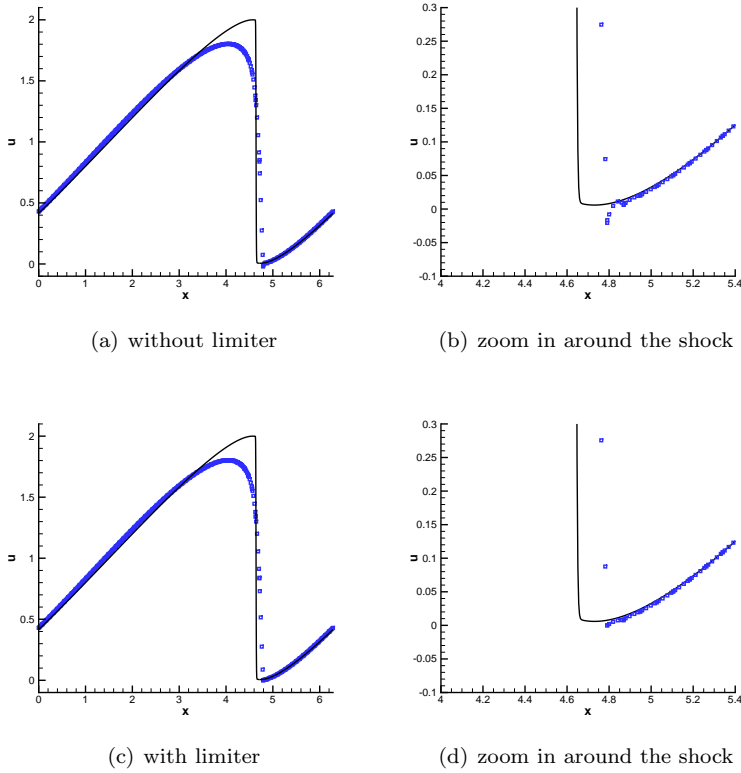 u
2
1.5
1
0.5
0
0 1 2 3 4 5 6
x
(a) without limiter
u
0.3
0.25
0.2
0.15
0.1
0.05
0
-0.05
-0.1
4 4.2 4.4 4.6 4.8 5 5.2 5.4
x
(b) zoom in around the shock
u
2
1.5
1
0.5
0
0 1 2 3 4 5 6
x
(c) with limiter
u
0.3
0.25
0.2
0.15
0.1
0.05
0
-0.05
-0.1
4 4.2 4.4 4.6 4.8 5 5.2 5.4
x
(d) zoom in around the shock